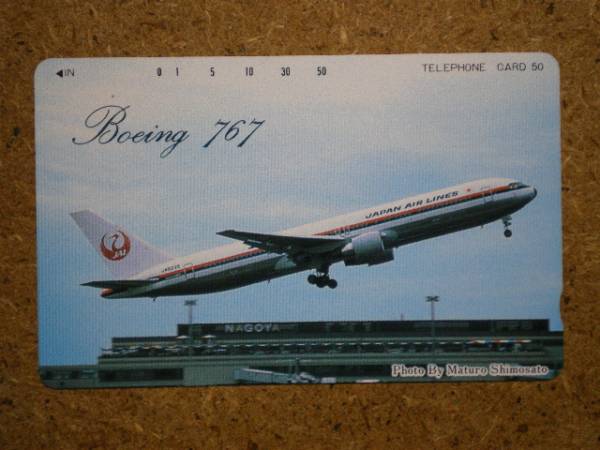 ◀IN 0 1 5 10 30 50 TELEPHONE CARD 50
Boeing 767
JAPAN AIR LINES
JAL
NAGOYA
Photo By Maturo Shimosato